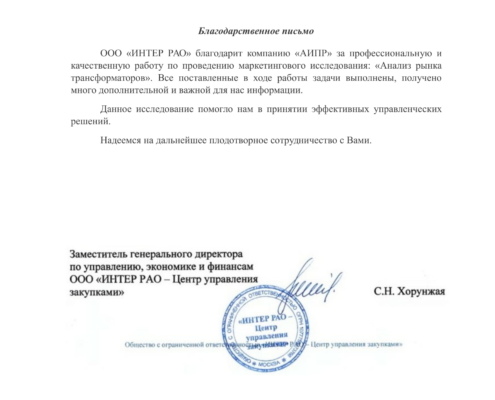 Благодарственное письмо
ООО «ИНТЕР РАО» благодарит компанию «АИПР» за профессиональную и
качественную работу по проведению маркетингового исследования: «Анализ рынка
трансформаторов». Все поставленные в ходе работы задачи выполнены, получено
много дополнительной и важной для нас информации.
Данное исследование помогло нам в принятии эффективных управленческих
решений.
Надеемся на дальнейшее плодотворное сотрудничество с Вами.
Заместитель генерального директора
по управлению, экономике и финансам
ООО «ИНТЕР РАО – Центр управления
закупками»
С.Н. Хорунжая
«ИНТЕР РАО –
Центр
управления
закупками»
Общество с ограниченной ответственностью РАО - Центр управления закупками»
МОСКВА